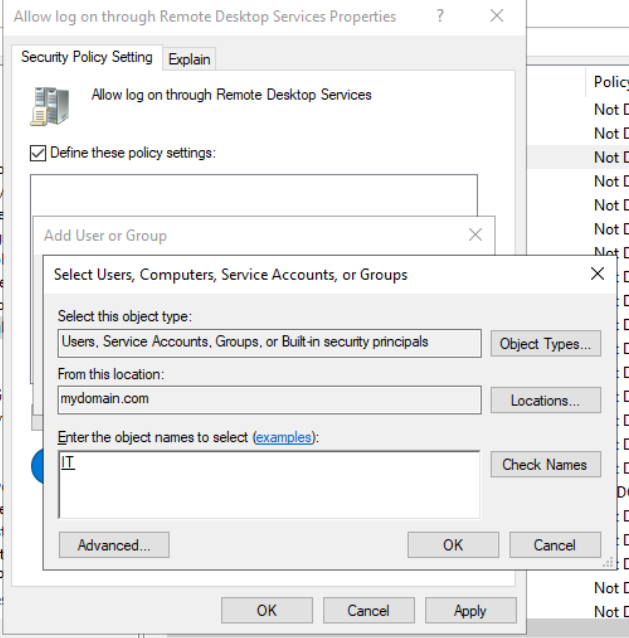 Allow log on through Remote Desktop Services Properties ?
Security Policy Setting Explain
Allow log on through Remote Desktop Services
Define these policy settings:
Add User or Group
Select Users, Computers, Service Accounts, or Groups
Select this object type:
Users, Service Accounts, Groups, or Built-in security principals
Object Types...
From this location:
mydomain.com
Locations...
Enter the object names to select (examples):
IT
Check Names
Advanced...
OK
Cancel
OK
Cancel
Apply
Policy
Not D
Not D
Not D
Not D
Not D
Not D
Not D
Not D
Not D